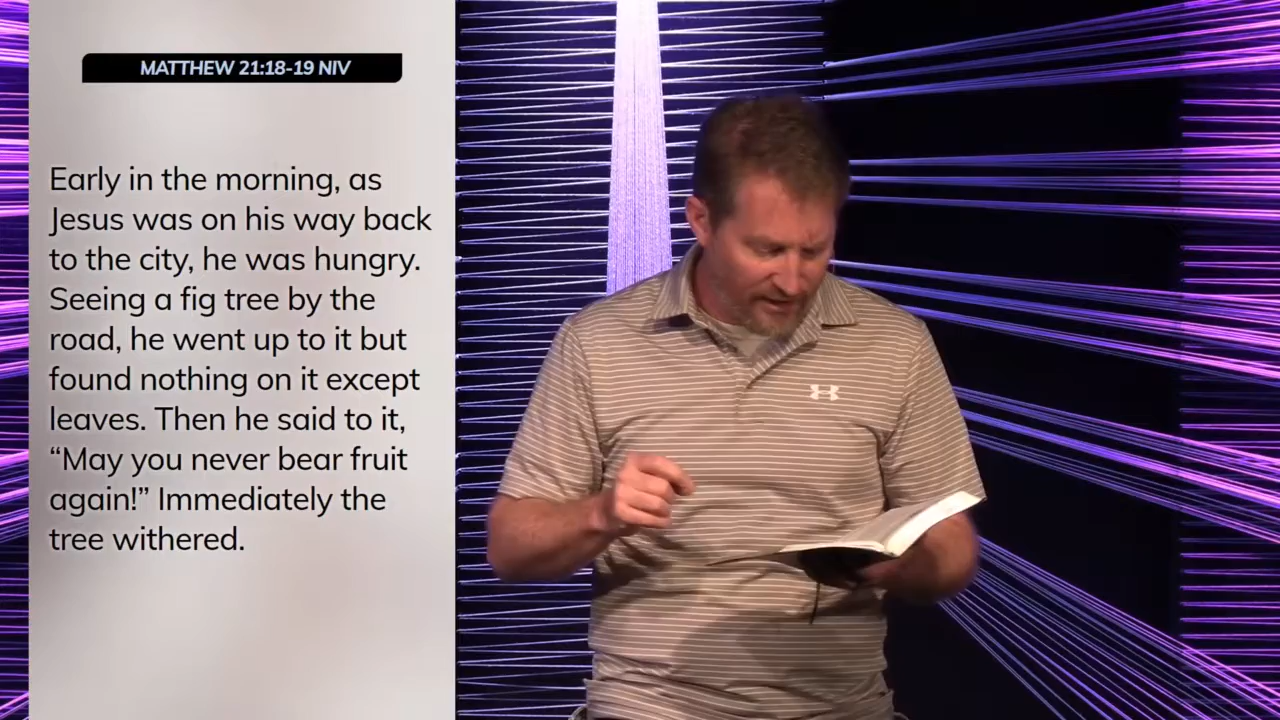 MATTHEW 21:18-19 NIV
Early in the morning, as
Jesus was on his way back
to the city, he was hungry.
Seeing a fig tree by the
road, he went up to it but
found nothing on it except
leaves. Then he said to it,
“May you never bear fruit
again!” Immediately the
tree withered.